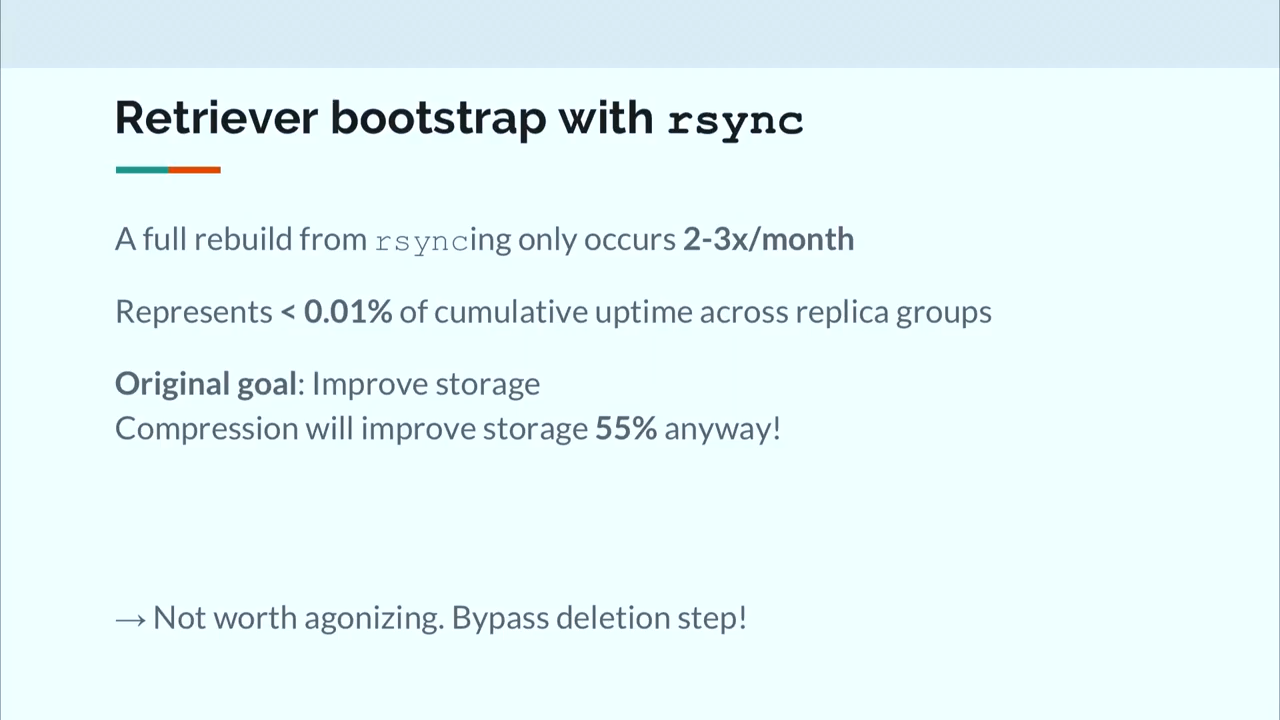 Retriever bootstrap with rsync
A full rebuild from rsyncing only occurs 2-3x/month
Represents < 0.01% of cumulative uptime across replica groups
Original goal: Improve storage
Compression will improve storage 55% anyway!
→ Not worth agonizing. Bypass deletion step!